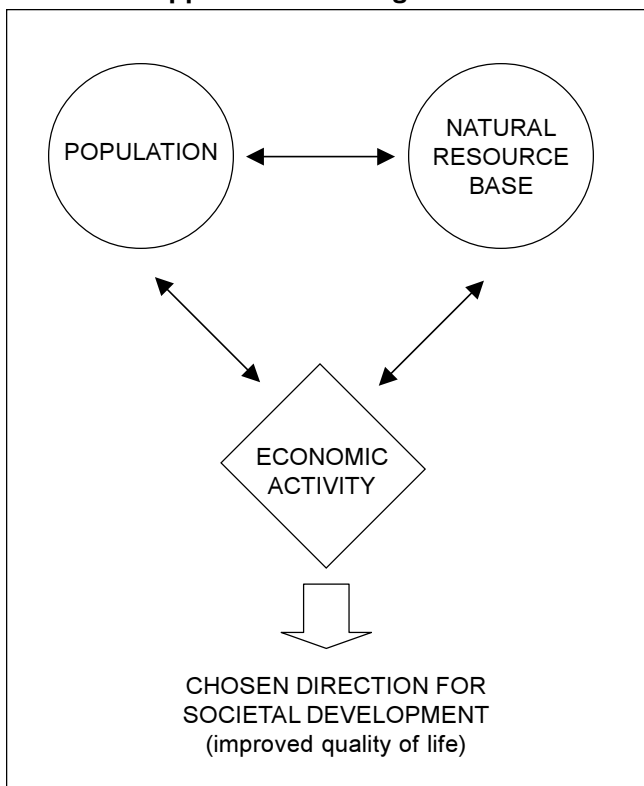 POPULATION
NATURAL
RESOURCE
BASE
ECONOMIC
ACTIVITY
CHOSEN DIRECTION FOR
SOCIETAL DEVELOPMENT
(improved quality of life)